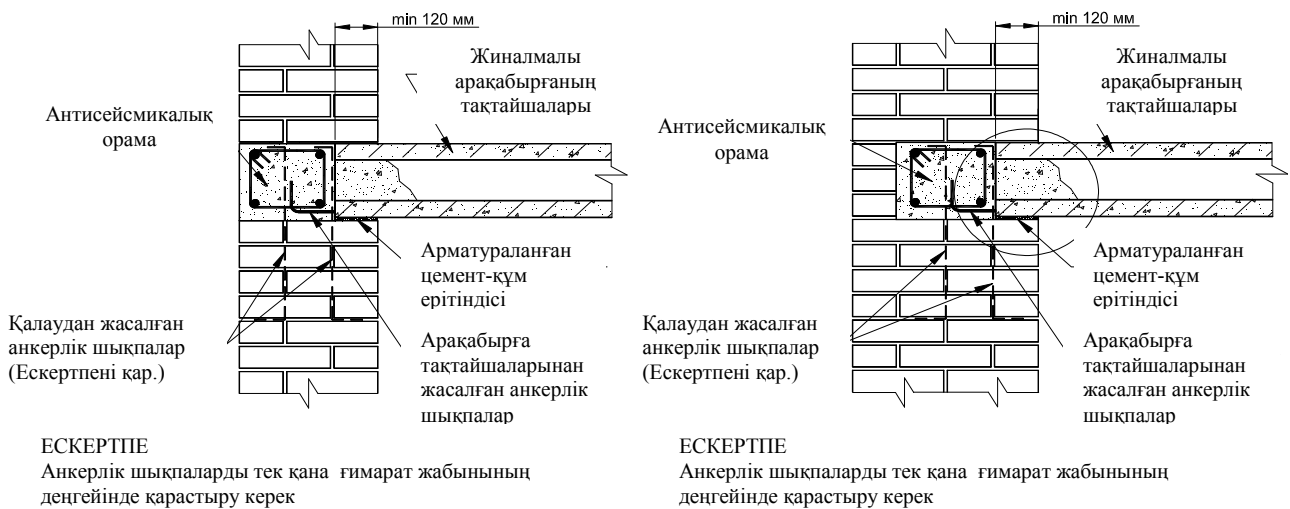 min 120 мм
Жиналмалы
арақабырғаның
тақтайшалары
Антисейсмикалық
орама
Арматураланған
цемент-құм
ерітіндісі
Қалаудан жасалған
анкерлік шықпалар
(Ескертпені қар.)
Арақабырға
тақтайшаларынан
жасалған анкерлік
шықпалар
ЕСКЕРТПЕ
Анкерлік шықпаларды тек қана ғимарат жабынының
деңгейінде қарастыру керек
min 120 мм
Жиналмалы
арақабырғаның
тақтайшалары
Антисейсмикалық
орама
Арматураланған
цемент-құм
ерітіндісі
Қалаудан жасалған
анкерлік шықпалар
(Ескертпені қар.)
Арақабырға
тақтайшаларынан
жасалған анкерлік
шықпалар
ЕСКЕРТПЕ
Анкерлік шықпаларды тек қана ғимарат жабынының
деңгейінде қарастыру керек